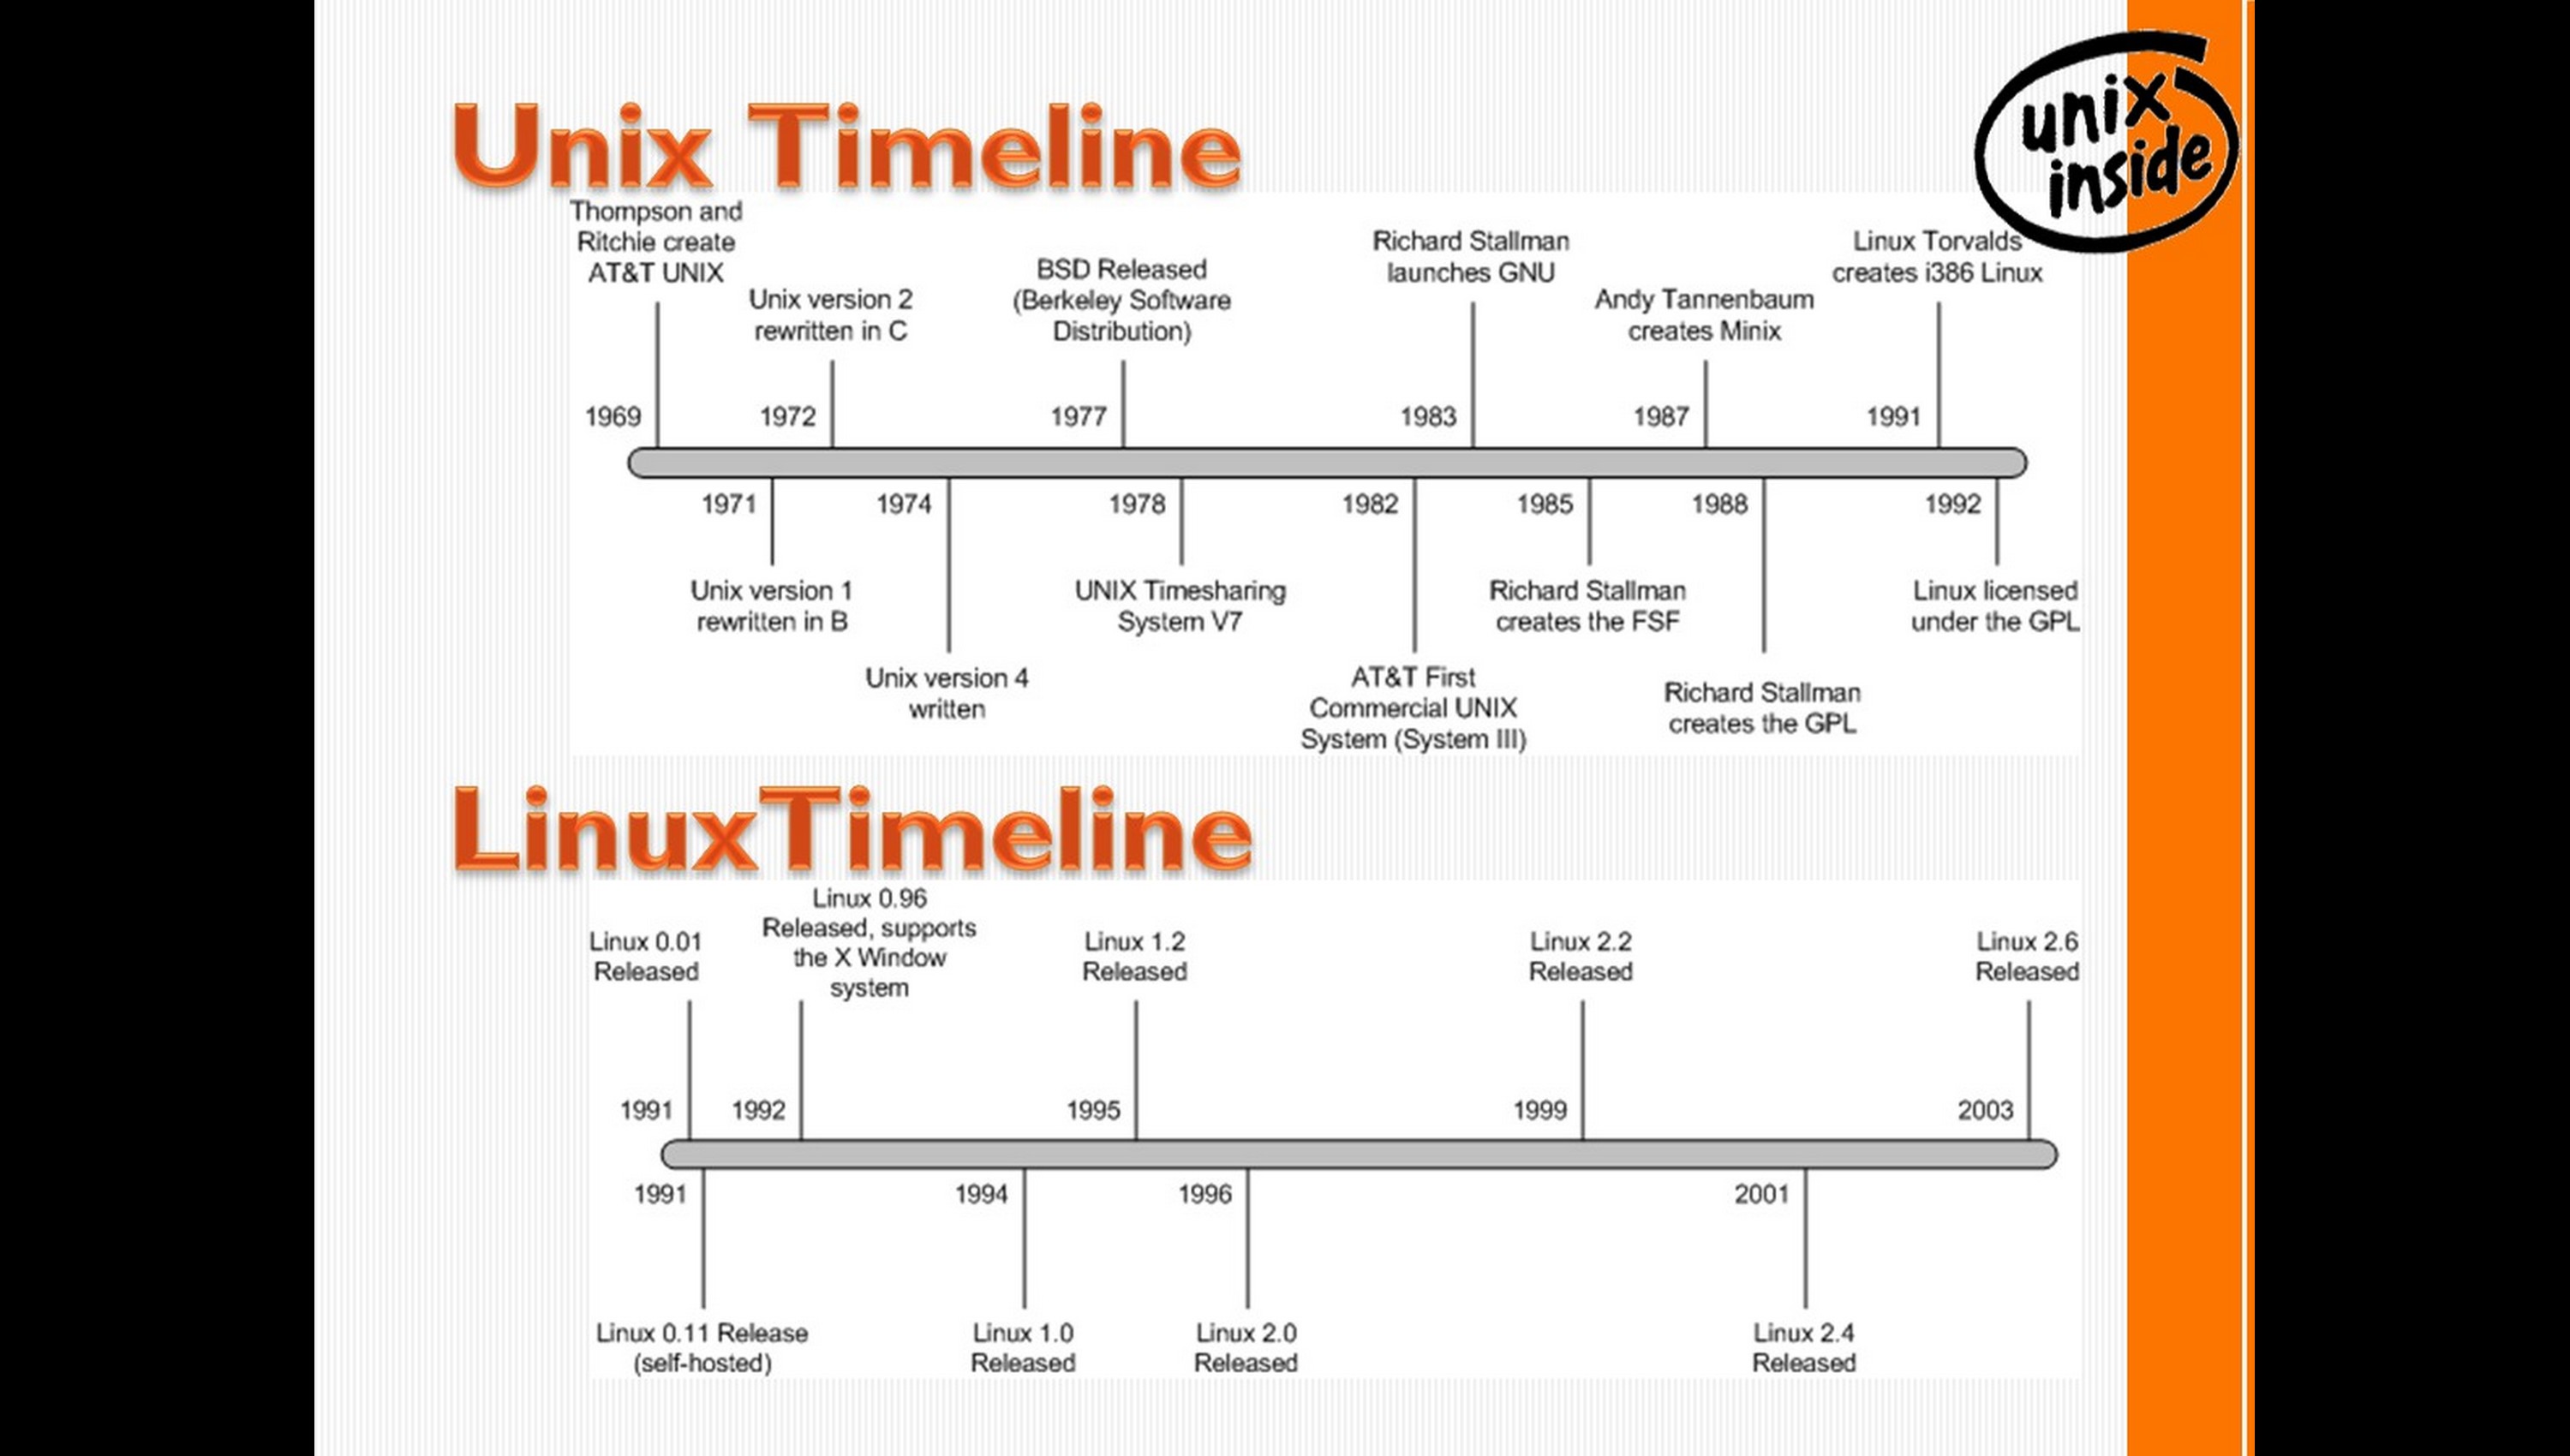 Unix Timeline
unix
inside
Thompson and
Ritchie create
AT&T UNIX
Unix version 2
rewritten in C
BSD Released
(Berkeley Software
Distribution)
Richard Stallman
launches GNU
Andy Tannenbaum
creates Minix
Linux Torvalds
creates i386 Linux
1969
1972
1977
1983
1987
1991
1971
1974
1978
1982
1985
1988
1992
Unix version 1
rewritten in B
Unix version 4
written
UNIX Timesharing
System V7
AT&T First
Commercial UNIX
System (System III)
Richard Stallman
creates the FSF
Richard Stallman
creates the GPL
Linux licensed
under the GPL
LinuxTimeline
Linux 0.01
Released
Linux 0.96
Released, supports
the X Window
system
Linux 1.2
Released
Linux 2.2
Released
Linux 2.6
Released
1991
1992
1995
1999
2003
1991
1994
1996
2001
Linux 0.11 Release
(self-hosted)
Linux 1.0
Released
Linux 2.0
Released
Linux 2.4
Released